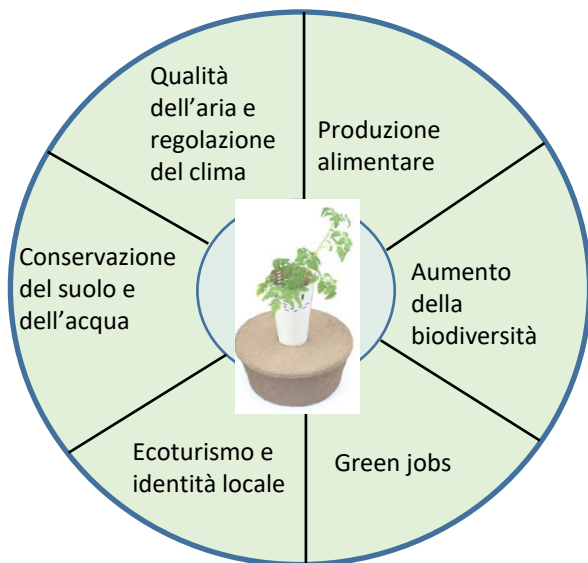 Qualità
dell'aria e
regolazione
del clima
Produzione
alimentare
Conservazione
del suolo e
dell'acqua
Aumento
della
biodiversità
Ecoturismo e
identità locale
Green jobs